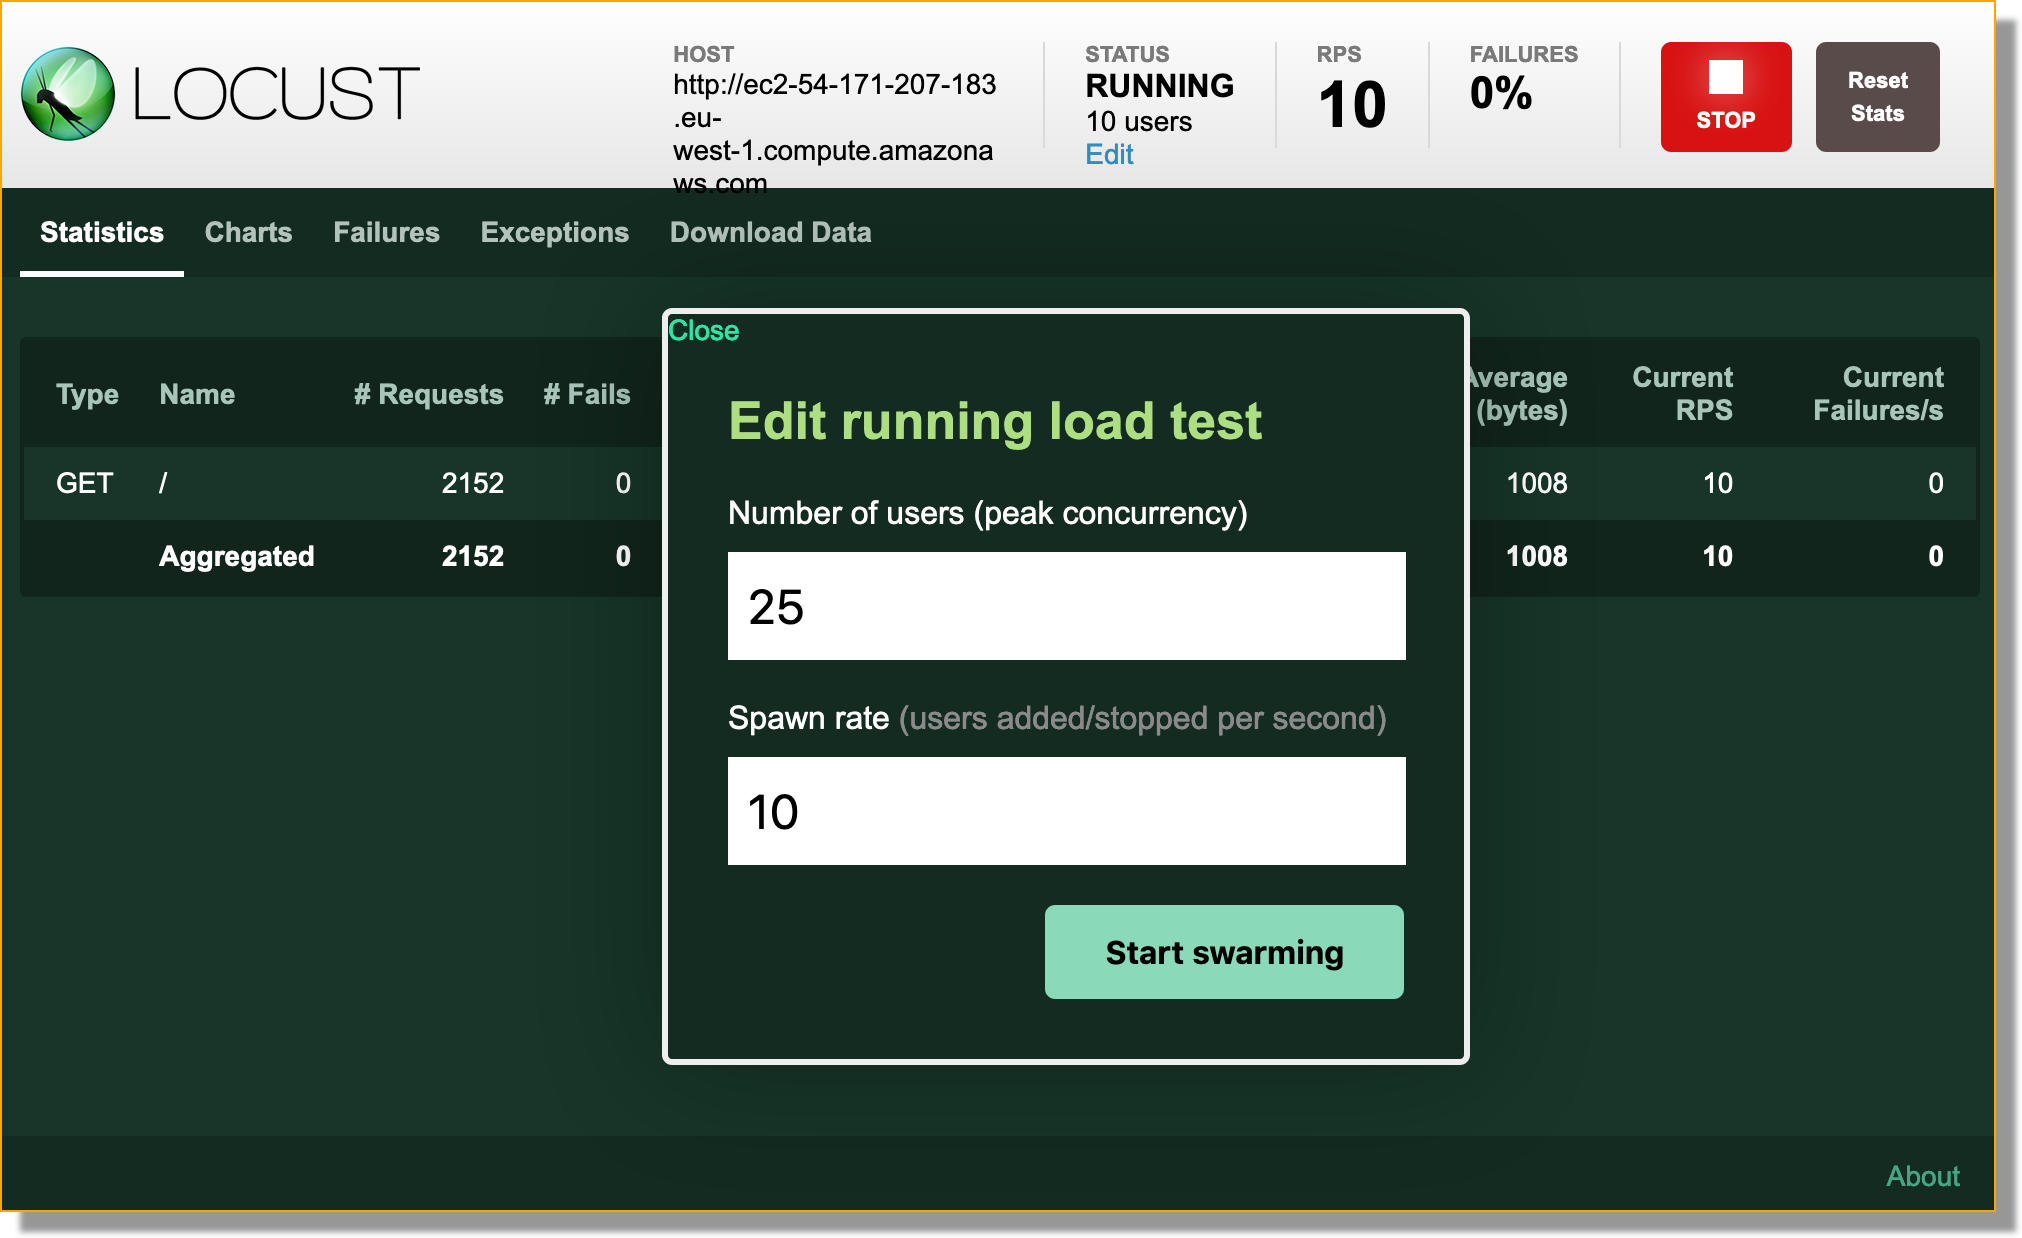 LOCUST
HOST
http://ec2-54-171-207-183
.eu-
west-1.compute.amazona
ws.com
STATUS
RUNNING
10 users
Edit
RPS
10
FAILURES
0%
STOP
Reset
Stats
Statistics Charts Failures Exceptions Download Data
Close
Edit running load test
Number of users (peak concurrency)
25
Spawn rate (users added/stopped per second)
10
Start swarming
Type Name # Requests # Fails Average (bytes) Current RPS Current Failures/s
GET / 2152 0 1008 10 0
Aggregated 2152 0 1008 10 0
About